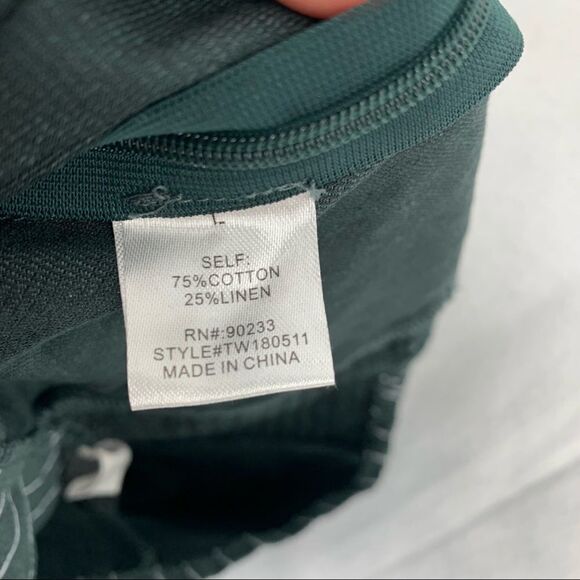 L
SELF:
75%COTTON
25%LINEN
RN#:90233
STYLE#TW180511
MADE IN CHINA